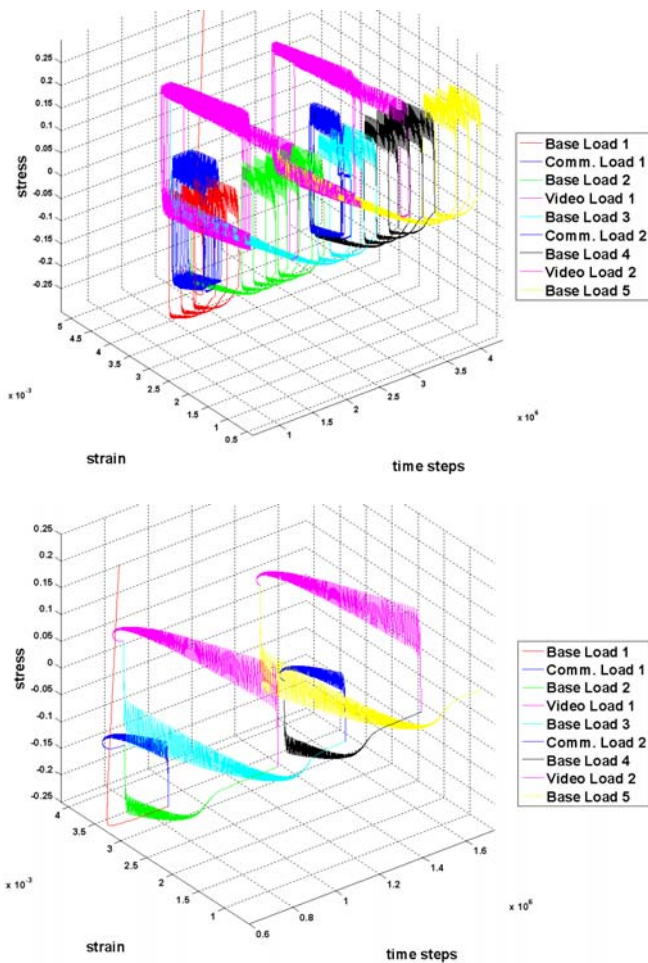 0.25
0.2
0.15
0.1
0.05
0
-0.05
-0.1
-0.15
-0.2
-0.25
stress
5
4.5
4
3.5
3
2.5
2
1.5
1
0.5
x 10-3
strain
1
1.5
2
2.5
3
3.5
4
x 10
time steps
Base Load 1
Comm. Load 1
Base Load 2
Video Load 1
Base Load 3
Comm. Load 2
Base Load 4
Video Load 2
Base Load 5
0.25
0.2
0.15
0.1
0.05
0
-0.05
-0.1
-0.15
-0.2
-0.25
stress
4
3.5
3
2.5
2
1.5
1
x 10-3
strain
0.6
0.8
1
1.2
1.4
1.6
x 10
time steps
Base Load 1
Comm. Load 1
Base Load 2
Video Load 1
Base Load 3
Comm. Load 2
Base Load 4
Video Load 2
Base Load 5